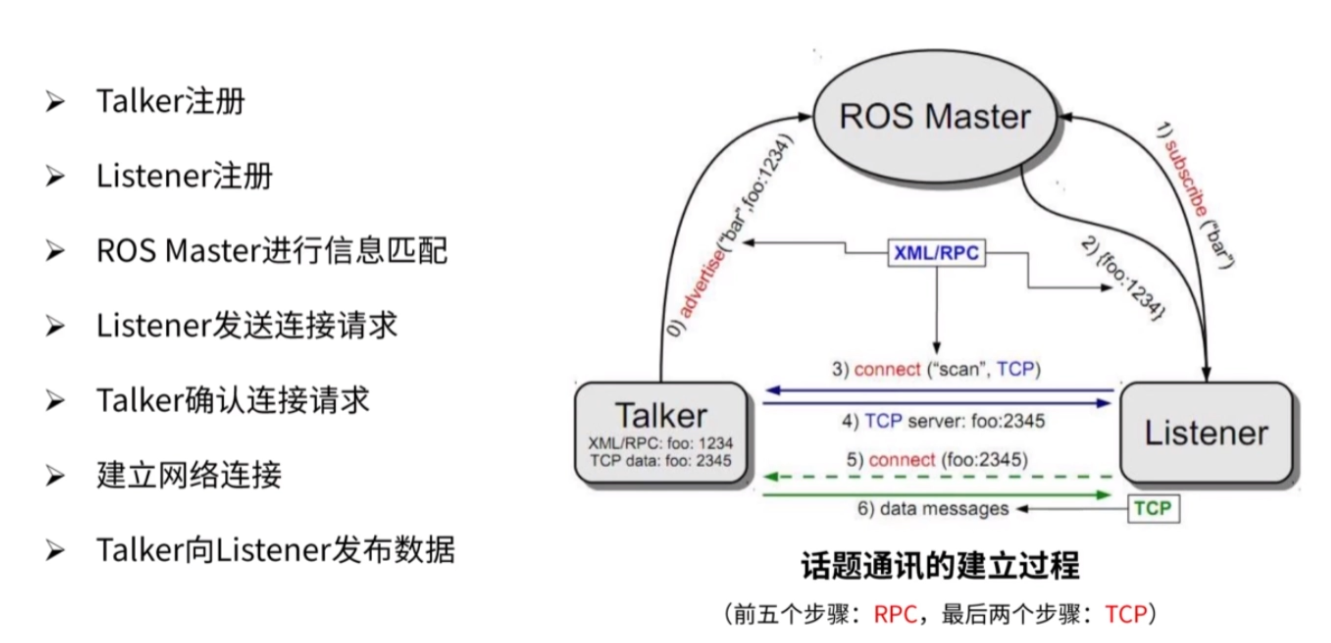 Talker注册
Listener注册
ROS Master进行信息匹配
Listener发送连接请求
Talker确认连接请求
建立网络连接
Talker向Listener发布数据
ROS Master
0) advertise("bar",foo:1234)
1) subscribe ("bar")
2) {foo:1234}
XML/RPC
3) connect ("scan", TCP)
4) TCP server: foo:2345
5) connect (foo:2345)
6) data messages
TCP
Talker
XML/RPC: foo: 1234
TCP data: foo: 2345
Listener
话题通讯的建立过程
（前五个步骤：RPC，最后两个步骤：TCP）